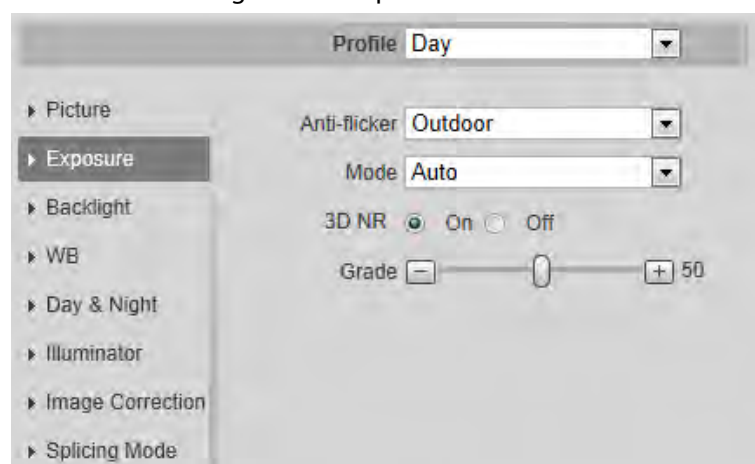 Profile Day
Picture
Anti-flicker Outdoor
Exposure
Mode Auto
Backlight
3D NR On Off
WB
Grade 50
Day & Night
Illuminator
Image Correction
Splicing Mode